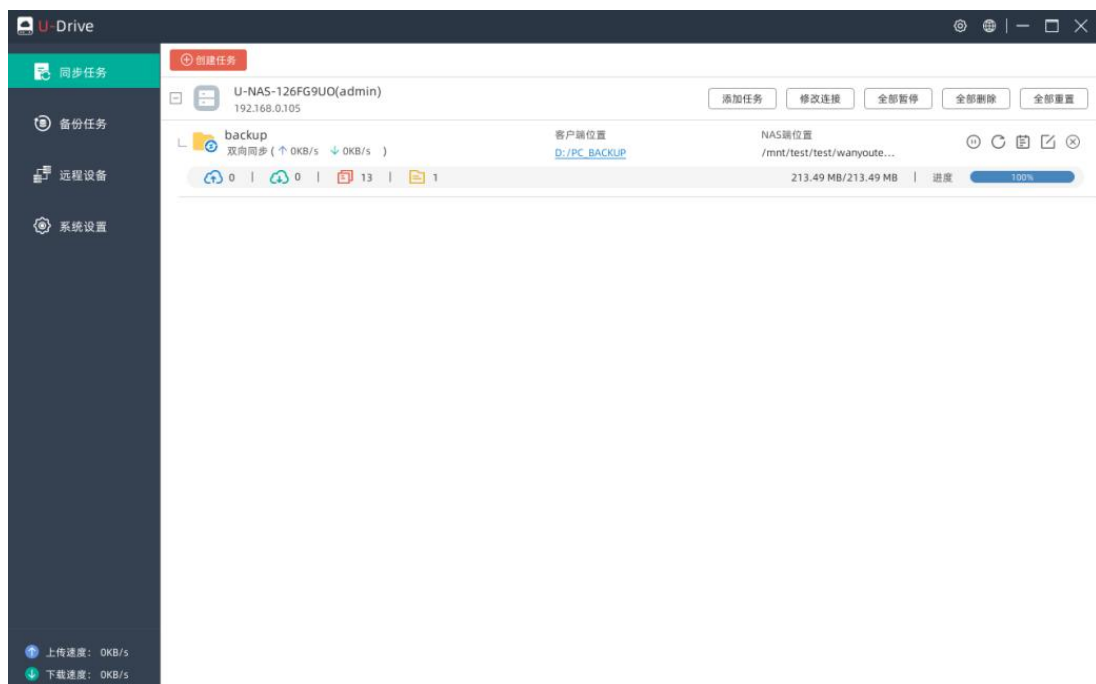 U-Drive
同步任务
备份任务
远程设备
系统设置
上传速度： 0KB/s
下载速度： 0KB/s
创建任务
U-NAS-126FG9UO(admin)
192.168.0.105
添加任务 修改连接 全部暂停 全部删除 全部重置
backup 客户端位置 NAS端位置
双向同步 ( ↑ 0KB/s ↓ 0KB/s ) D:/PC_BACKUP /mnt/test/test/wanyoute...
0 | 0 | 13 | 1 213.49 MB/213.49 MB | 进度 100%